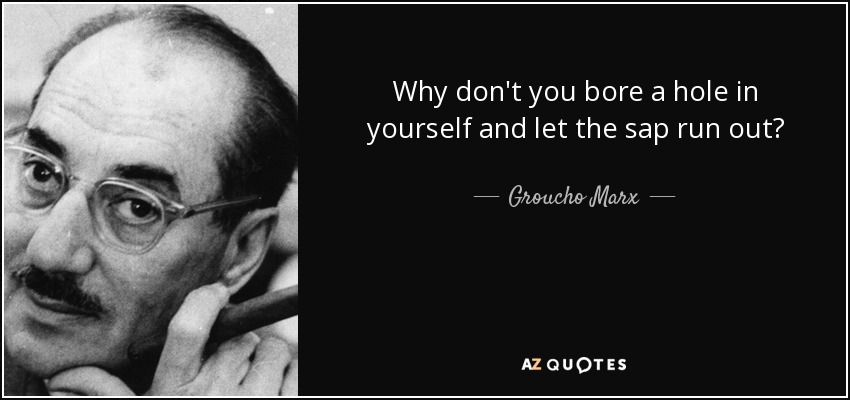 Why don't you bore a hole in
yourself and let the sap run out?
Groucho Marx
AZ QUOTES